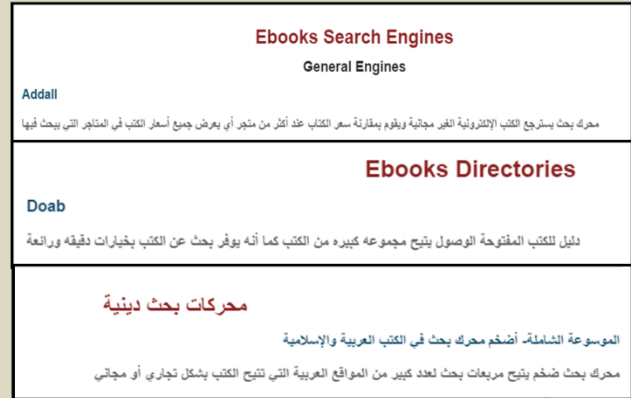 Ebooks Search Engines
General Engines
Addall
محرك بحث يسترجع الكتب الإلكترونية الغير مجانية ويقوم بمقارنة سعر الكتاب عند أكثر من متجر أي يعرض جميع أسعار الكتب في المتاجر التي يبحث فيها
Ebooks Directories
Doab
دليل للكتب المفتوحة الوصول يتيح مجموعه كبيره من الكتب كما أنه يوفر بحث عن الكتب بخيارات دقيقه ورائعة
محركات بحث دينية
الموسوعة الشاملة- أضخم محرك بحث في الكتب العربية والإسلامية
محرك بحث ضخم يتيح مربعات بحث لعدد كبير من المواقع العربية التي تتيح الكتب بشكل تجاري أو مجاني